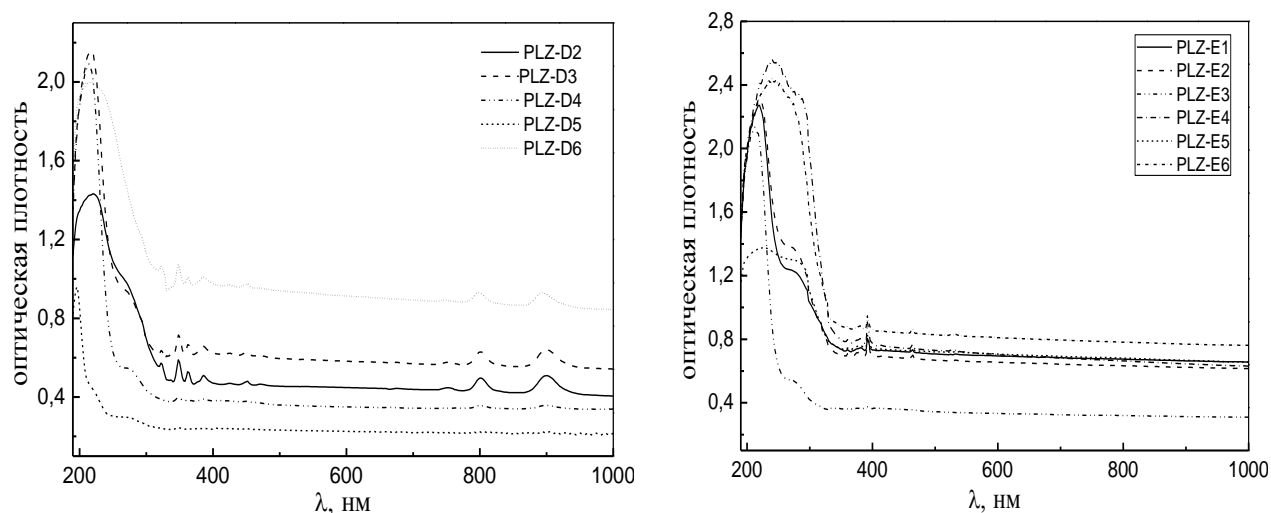 оптическая плотность
2,0
1,6
1,2
0,8
0,4
200
400
600
800
1000
λ, нм
PLZ-D2
PLZ-D3
PLZ-D4
PLZ-D5
PLZ-D6
оптическая плотность
2,8
2,4
2,0
1,6
1,2
0,8
0,4
200
400
600
800
1000
λ, нм
PLZ-E1
PLZ-E2
PLZ-E3
PLZ-E4
PLZ-E5
PLZ-E6